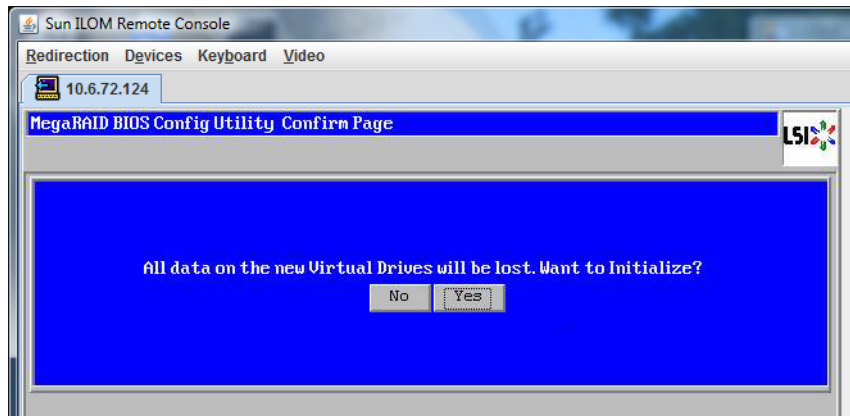 Sun ILOM Remote Console
Redirection Devices Keyboard Video
10.6.72.124
MegaRAID BIOS Config Utility Confirm Page
LSI
All data on the new Virtual Drives will be lost. Want to Initialize?
No Yes